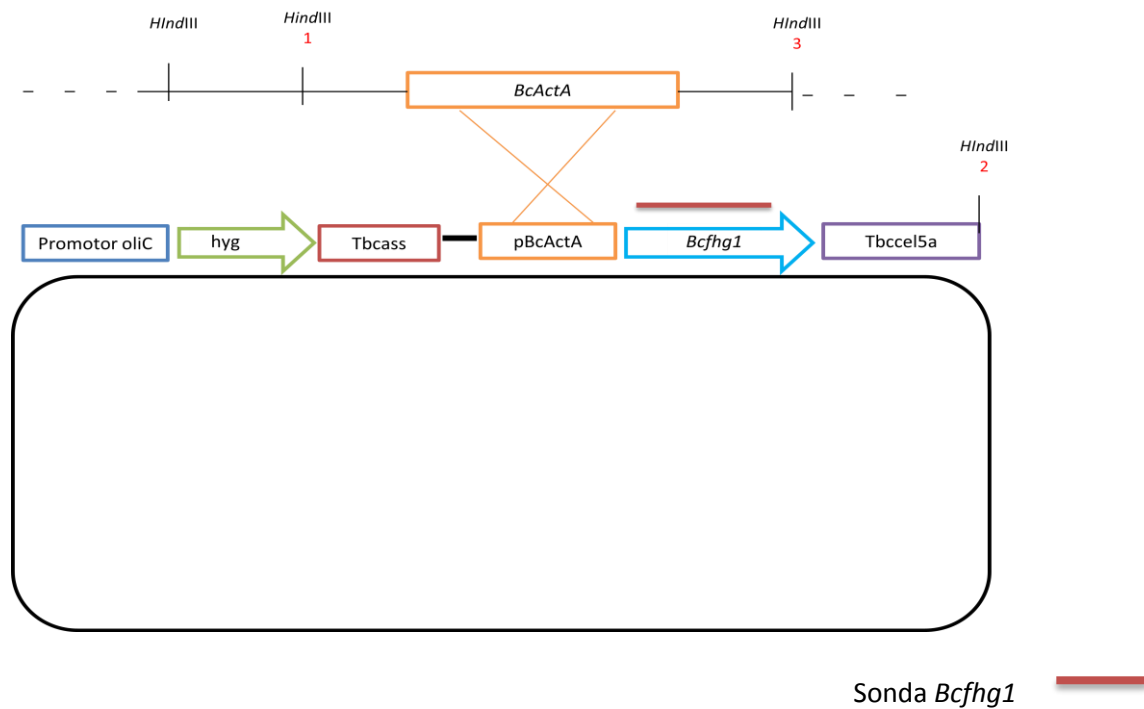 HIndIII
HindIII
1
HIndIII
3
BcActA
HIndIII
2
Promotor oliC
hyg
Tbcass
pBcActA
Bcfhg1
Tbccel5a
Sonda Bcfhg1